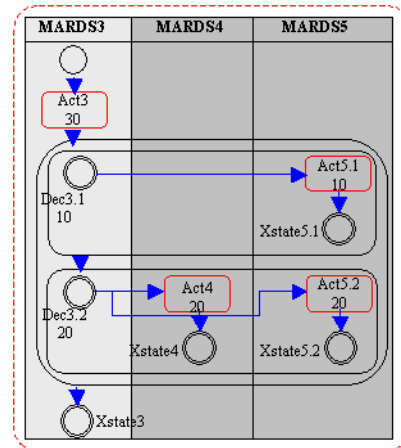 MARDS3 MARDS4 MARDS5
Act3
30
Act5.1
10
Dec3.1
10
Xstate5.1
Act4
20
Act5.2
20
Dec3.2
20
Xstate4
Xstate5.2
Xstate3